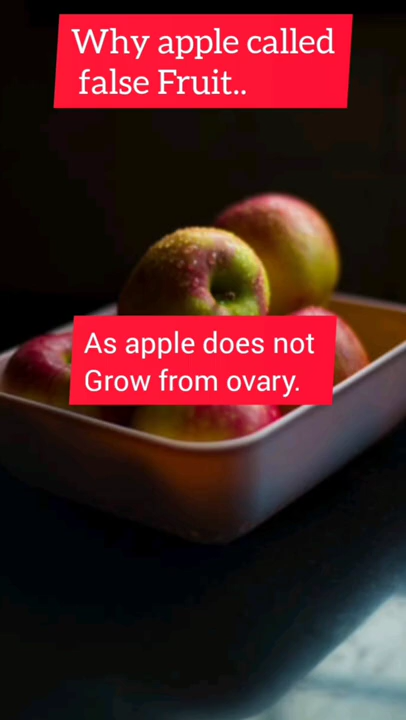 Why apple called
false Fruit..
As apple does not
Grow from ovary.